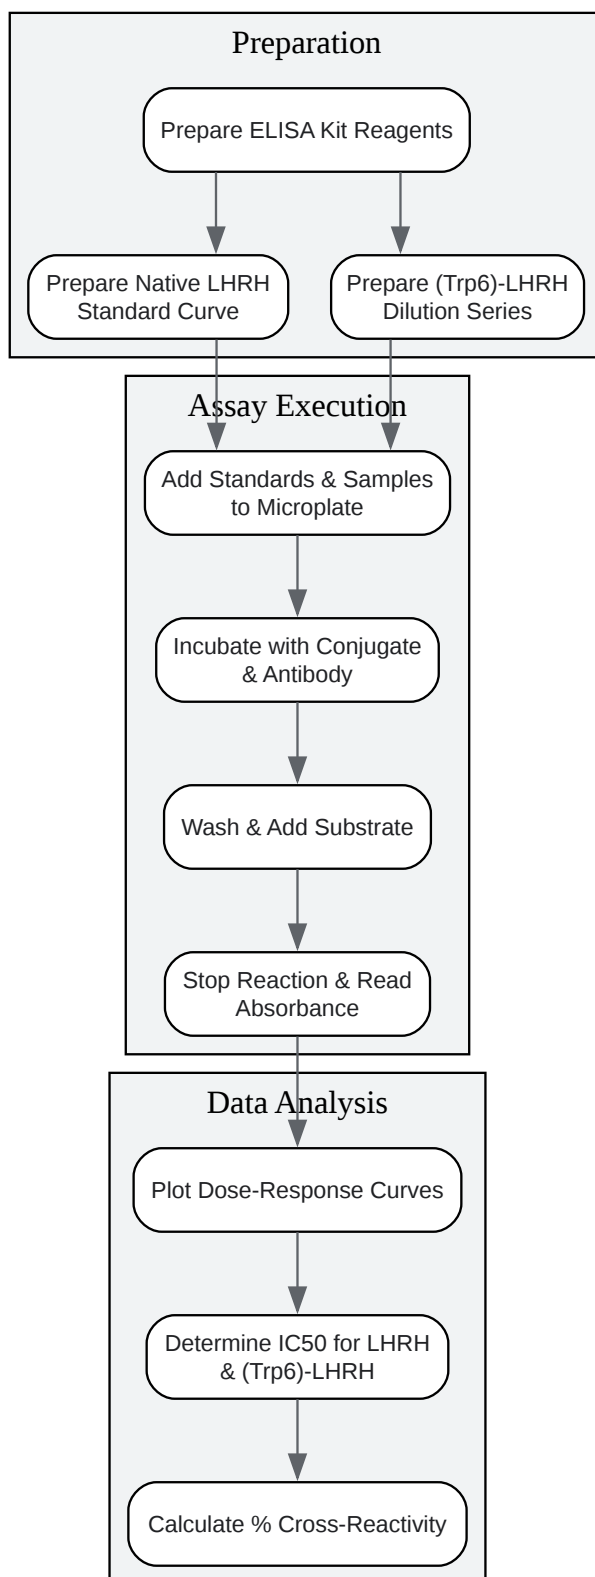 Preparation
Prepare ELISA Kit Reagents
Prepare Native LHRH
Standard Curve
Prepare (Trp6)-LHRH
Dilution Series
Assay Execution
Add Standards & Samples
to Microplate
Incubate with Conjugate
& Antibody
Wash & Add Substrate
Stop Reaction & Read
Absorbance
Data Analysis
Plot Dose-Response Curves
Determine IC50 for LHRH
& (Trp6)-LHRH
Calculate % Cross-Reactivity